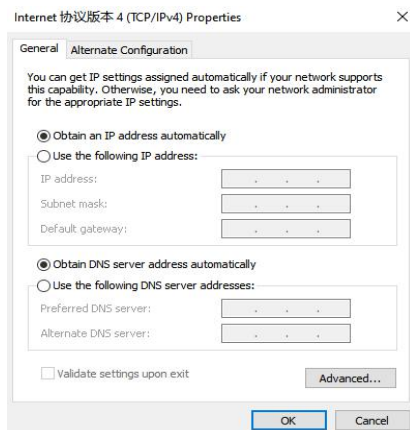 Internet 协议版本 4 (TCP/IPv4) Properties
General
Alternate Configuration
You can get IP settings assigned automatically if your network supports
this capability. Otherwise, you need to ask your network administrator
for the appropriate IP settings.
Obtain an IP address automatically
Use the following IP address:
IP address:
Subnet mask:
Default gateway:
Obtain DNS server address automatically
Use the following DNS server addresses:
Preferred DNS server:
Alternate DNS server:
Validate settings upon exit
Advanced...
OK
Cancel